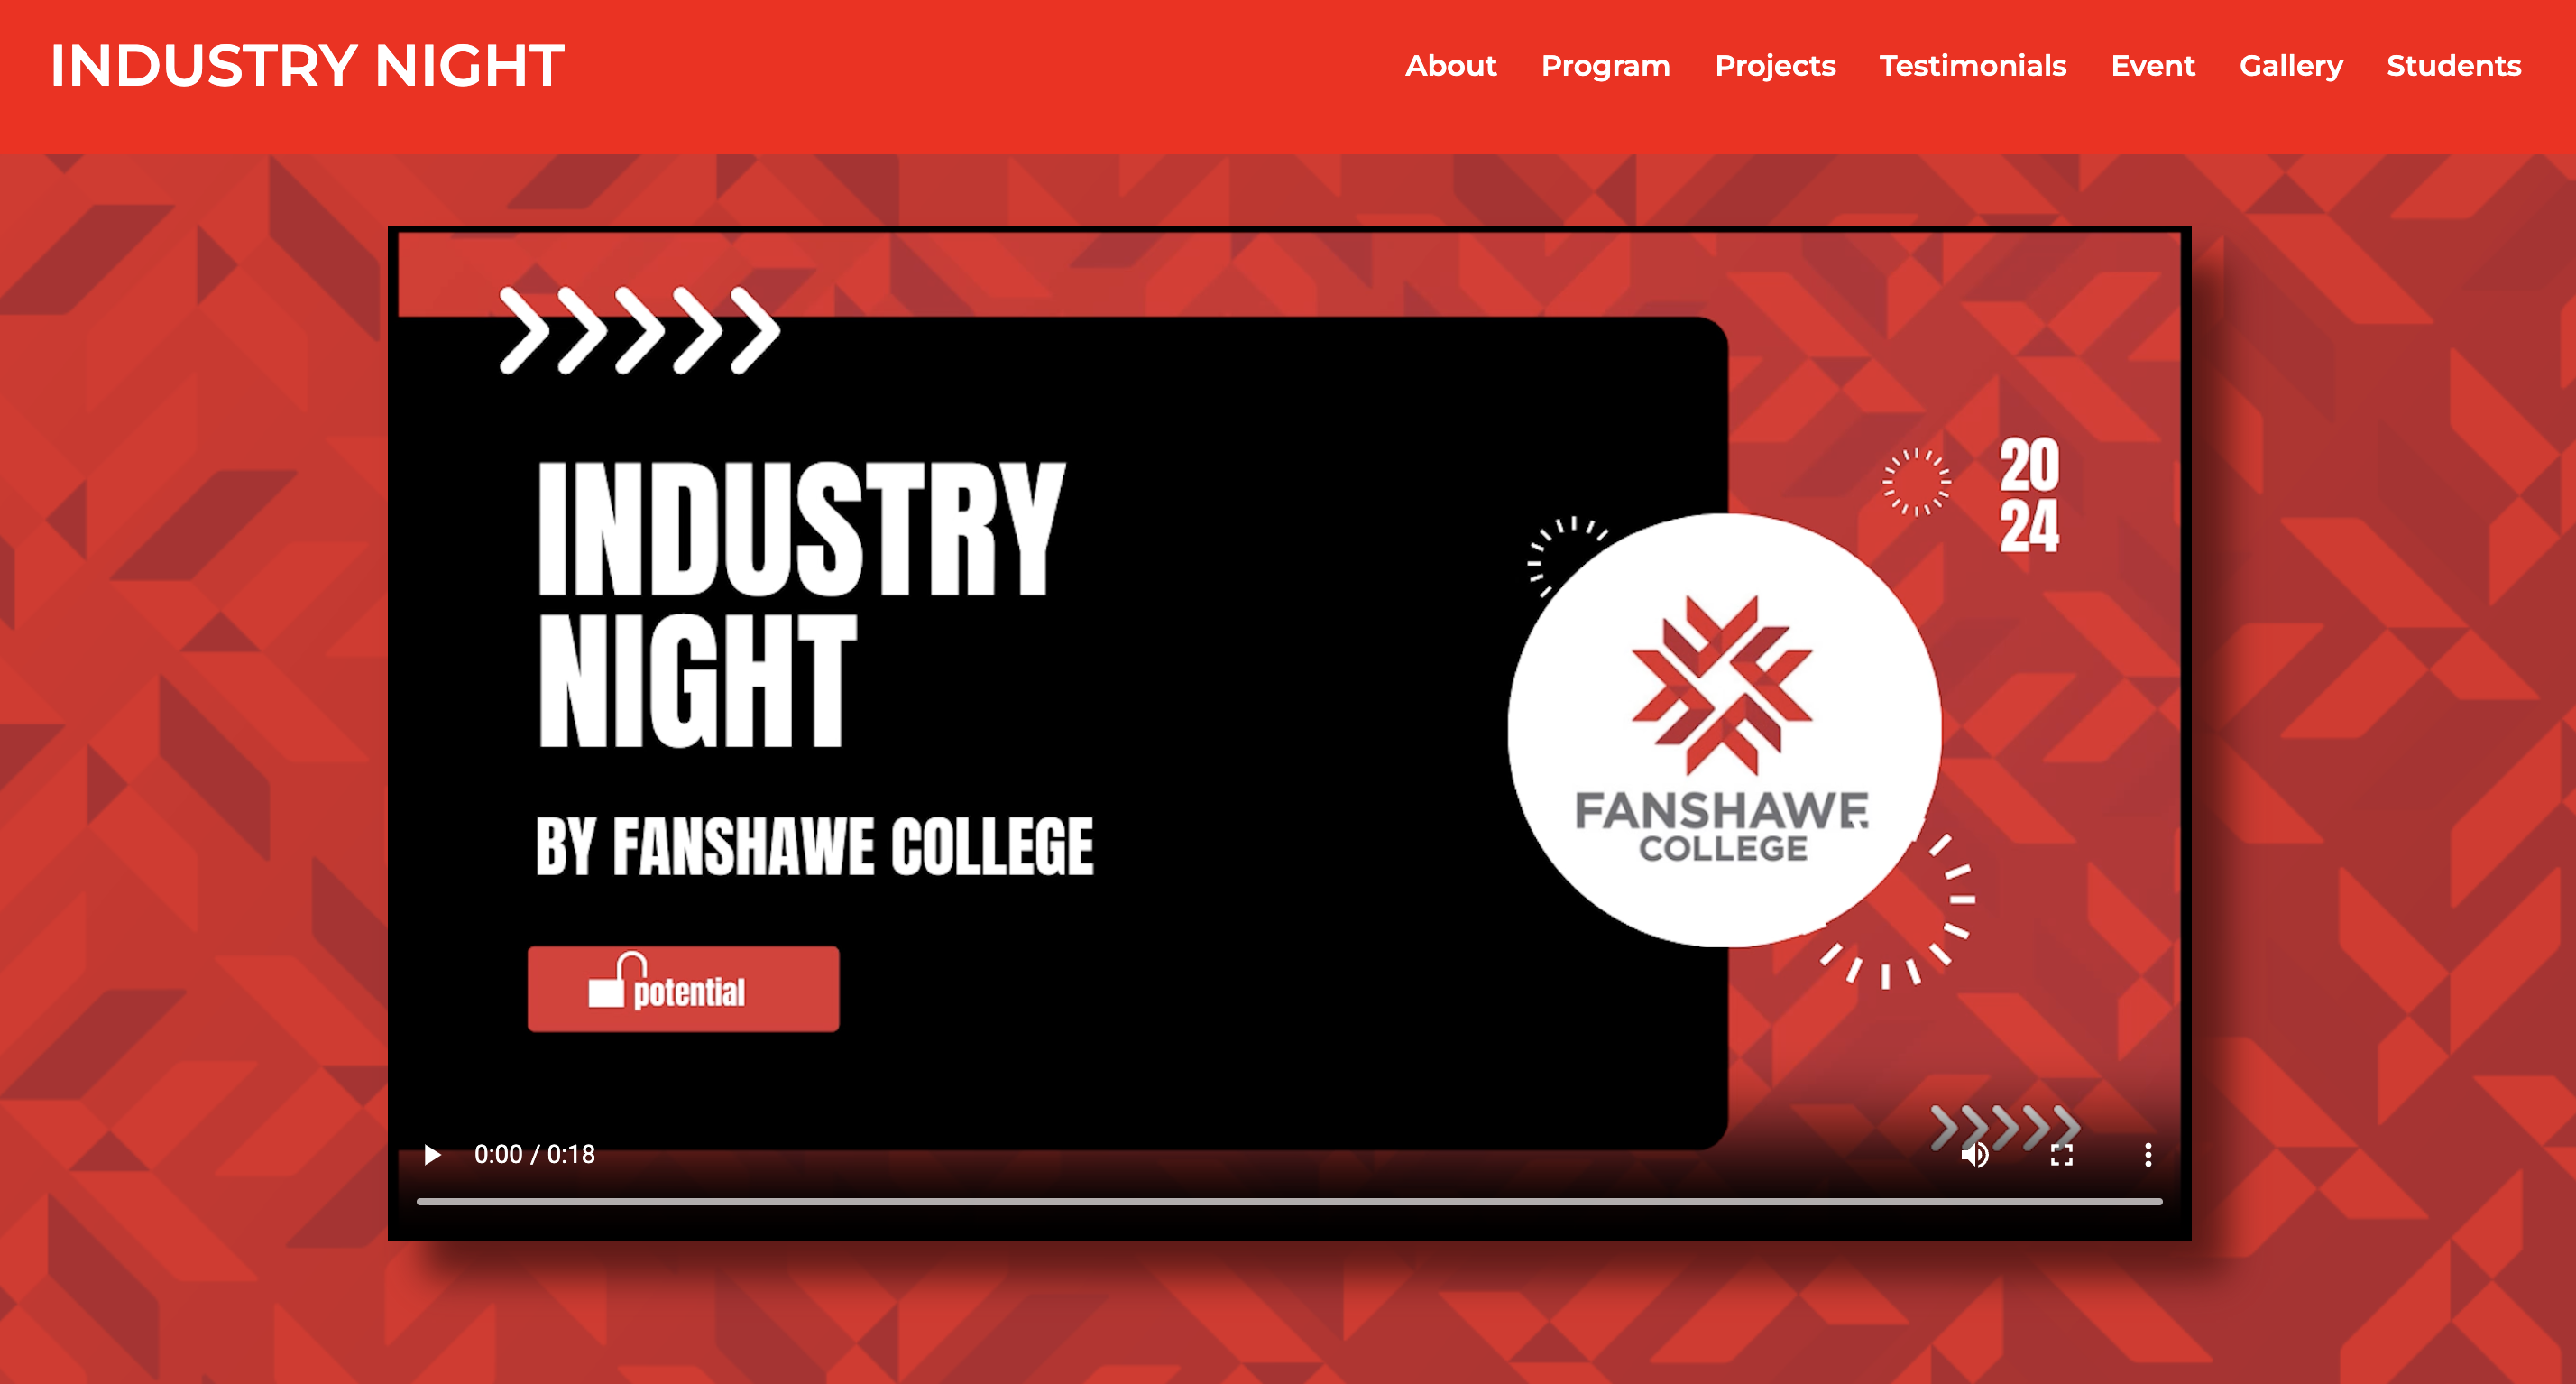 INDUSTRY NIGHT
About Program Projects Testimonials Event Gallery Students
INDUSTRY
NIGHT
BY FANSHAWE COLLEGE
potential
20
24
FANSHAWE
COLLEGE
0:00 / 0:18